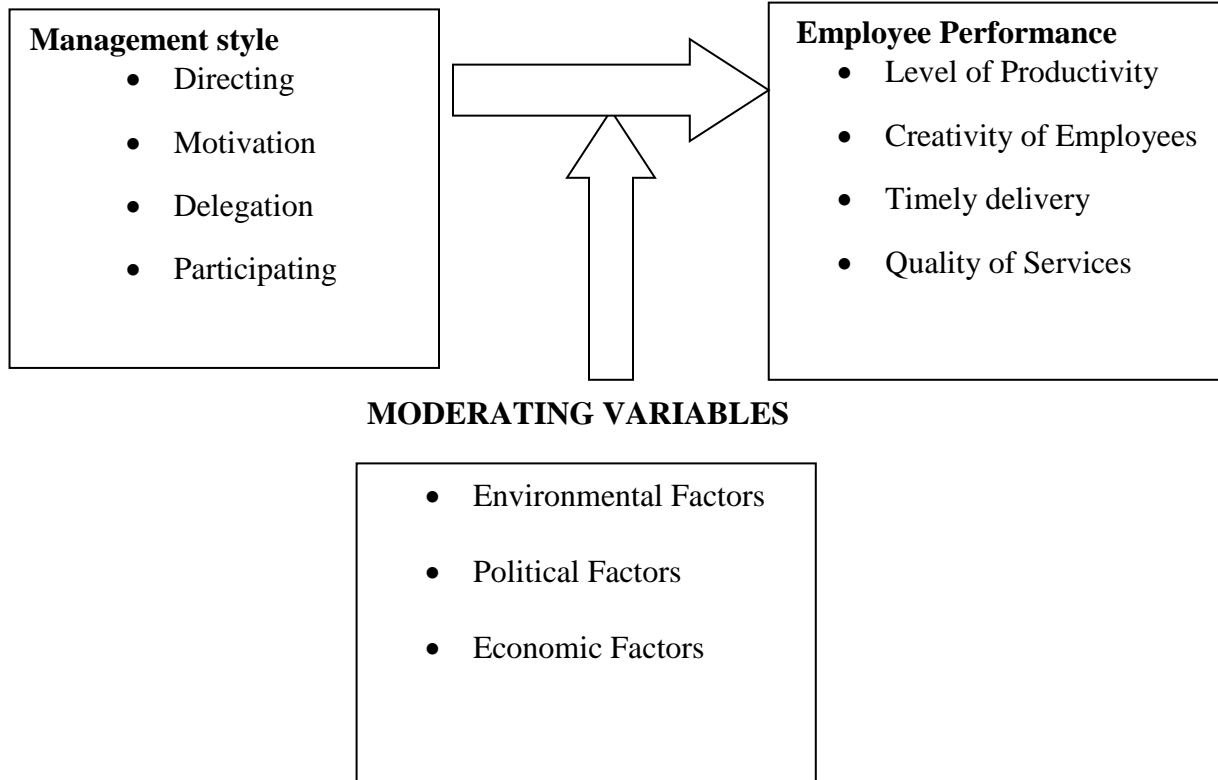 Management style
• Directing
• Motivation
• Delegation
• Participating
Employee Performance
• Level of Productivity
• Creativity of Employees
• Timely delivery
• Quality of Services
MODERATING VARIABLES
• Environmental Factors
• Political Factors
• Economic Factors